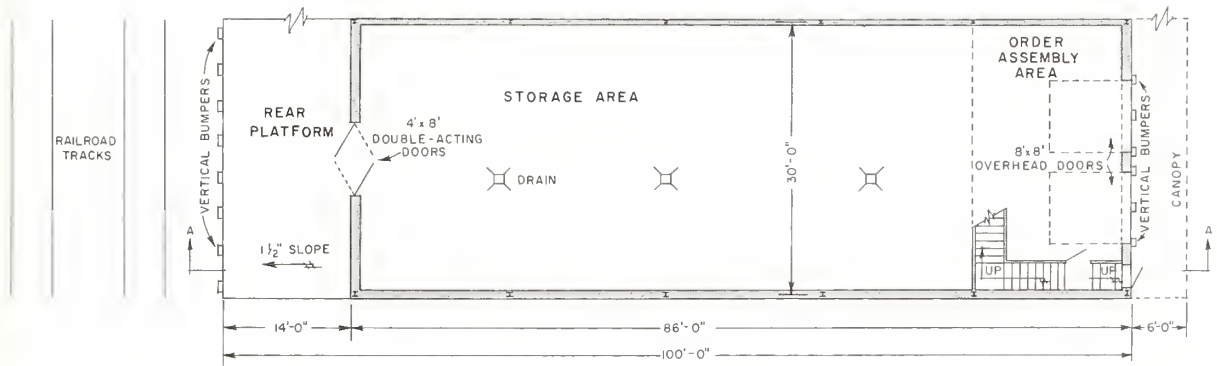 RAILROAD
TRACKS
VERTICAL BUMPERS
REAR
PLATFORM
1½" SLOPE
A
4' x 8'
DOUBLE-ACTING
DOORS
STORAGE AREA
DRAIN
30'-0"
ORDER
ASSEMBLY
AREA
8'x8'
OVERHEAD DOORS
UP
UP
VERTICAL BUMPERS
CANOPY
A
14'-0"
86'-0"
6'-0"
100'-0"